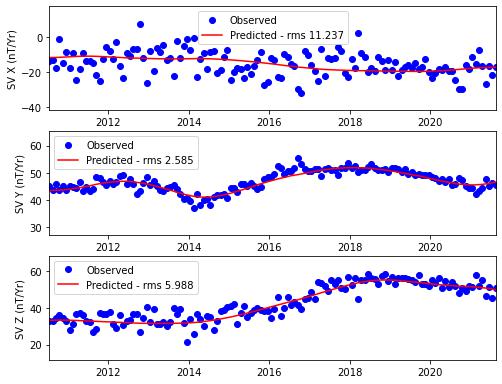 Observed
Predicted - rms 11.237
SV X (nT/Yr)
0
−20
−40
2012 2014 2016 2018 2020
Observed
Predicted - rms 2.585
SV Y (nT/Yr)
60
50
40
30
2012 2014 2016 2018 2020
Observed
Predicted - rms 5.988
SV Z (nT/Yr)
60
40
20
2012 2014 2016 2018 2020